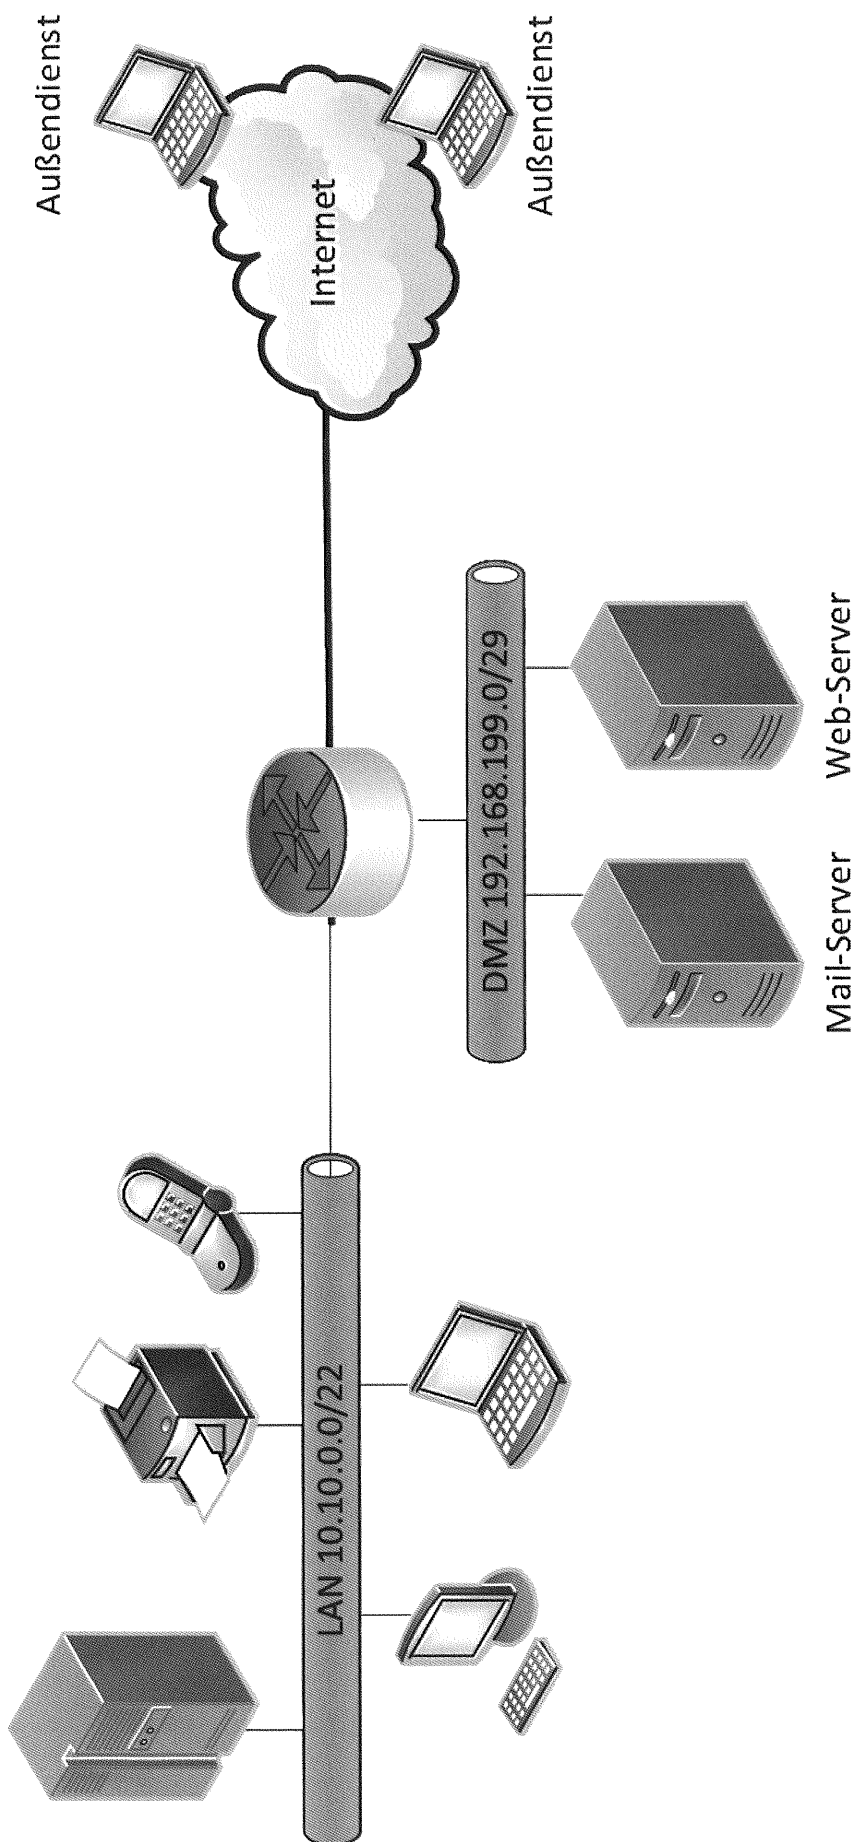 Außendienst
Internet
Außendienst
DMZ 192.168.199.0/29
LAN 10.10.0.0/22
Mail-Server
Web-Server